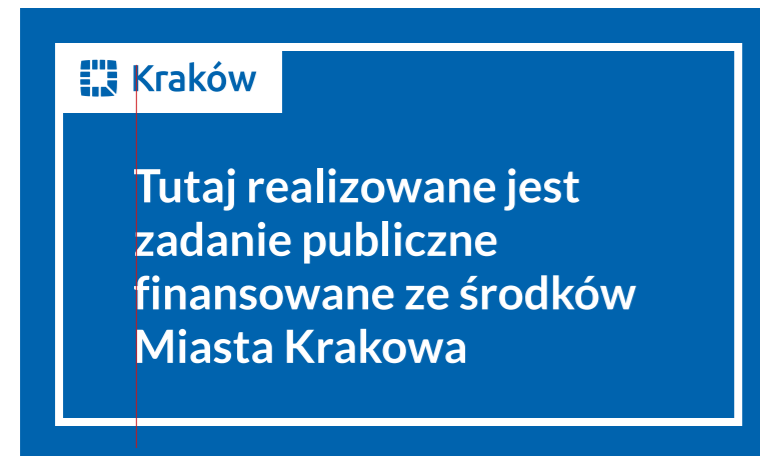 Kraków
Tutaj realizowane jest
zadanie publiczne
finansowane ze środków
Miasta Krakowa